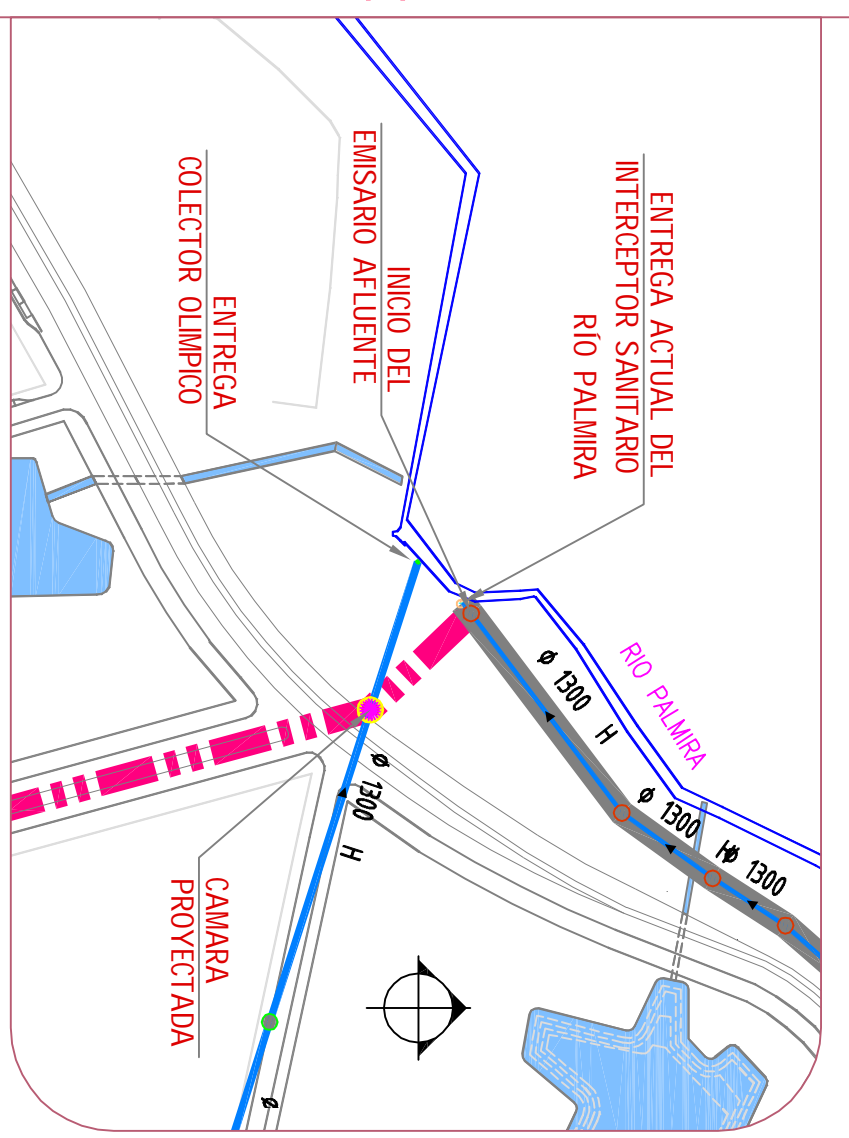 ENTREGA ACTUAL DEL
INTERCEPTOR SANITARIO
RÍO PALMIRA
INICIO DEL
EMISARIO AFLUENTE
ENTREGA
COLECTOR OLIMPICO
RIO PALMIRA
ø 1300 H
ø 1300 H
ø 1300
ø 1300 H
ø
CAMARA
PROYECTADA